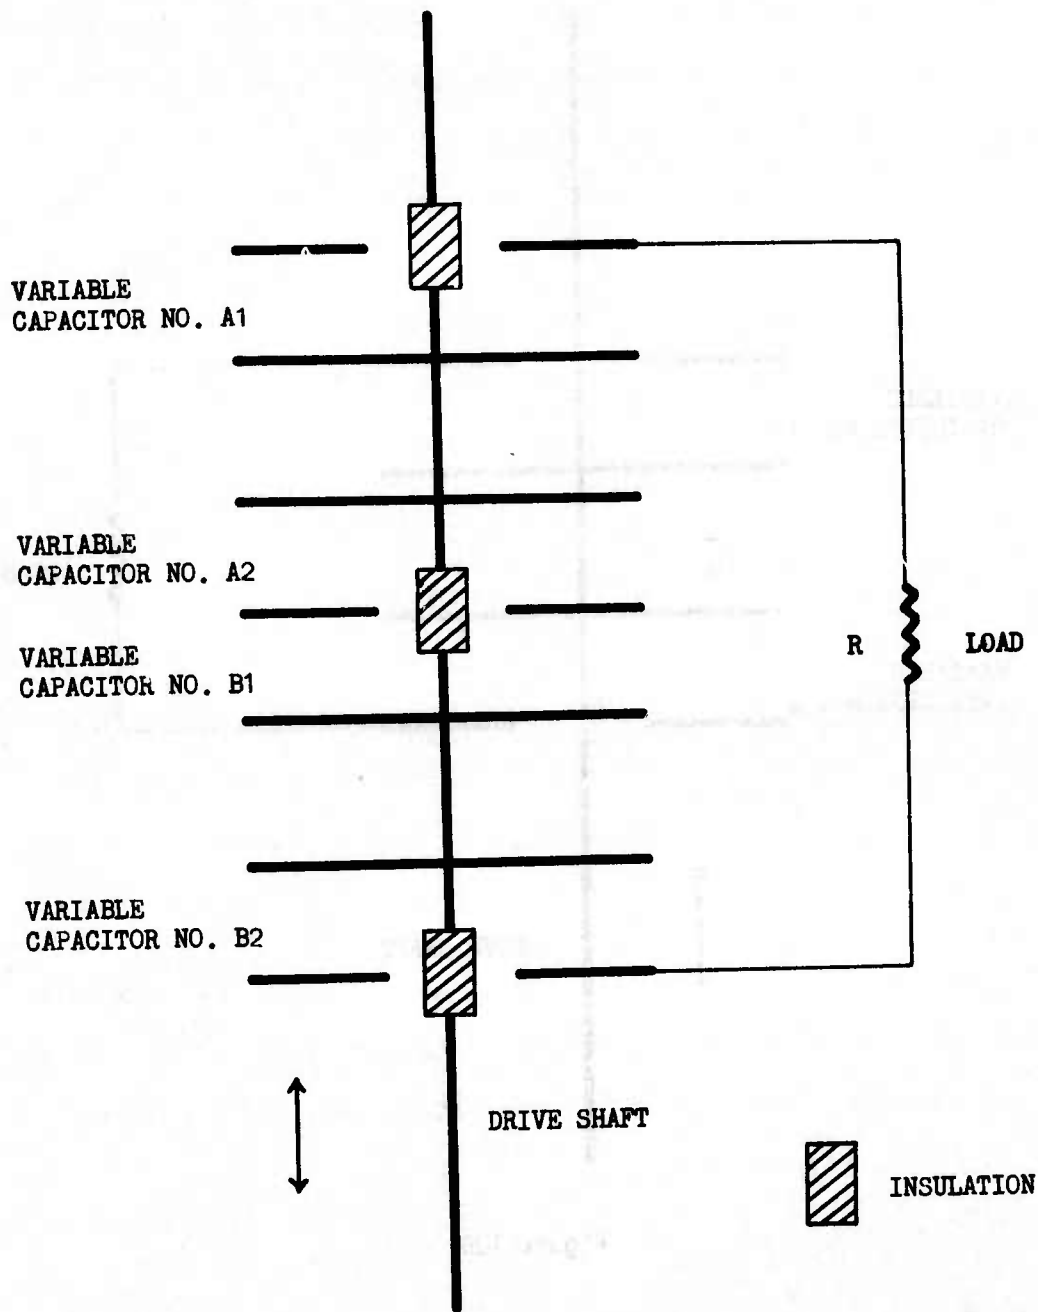 VARIABLE
CAPACITOR NO. A1
VARIABLE
CAPACITOR NO. A2
VARIABLE
CAPACITOR NO. B1
R
LOAD
VARIABLE
CAPACITOR NO. B2
DRIVE SHAFT
INSULATION